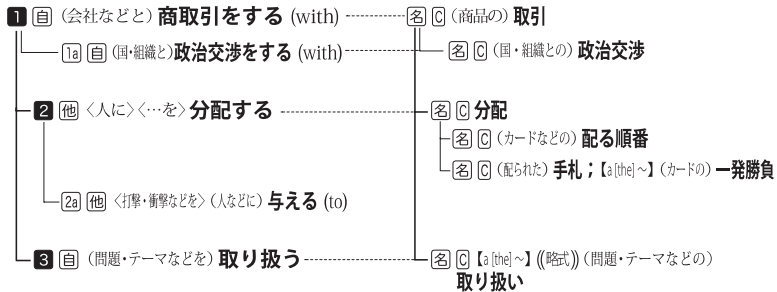 1 自 (会社などと) 商取引をする (with) 名 C (商品の) 取引
1a 自 (国・組織と)政治交渉をする (with) 名 C (国・組織との) 政治交渉
2 他 〈人に〉〈…を〉分配する 名 C 分配
名 C (カードなどの) 配る順番
名 C (配られた) 手札；【a [the] ～】(カードの) 一発勝負
2a 他 〈打撃・衝撃などを〉(人などに) 与える (to)
3 自 (問題・テーマなどを) 取り扱う 名 C【a [the] ～】((略式))(問題・テーマなどの)
取り扱い